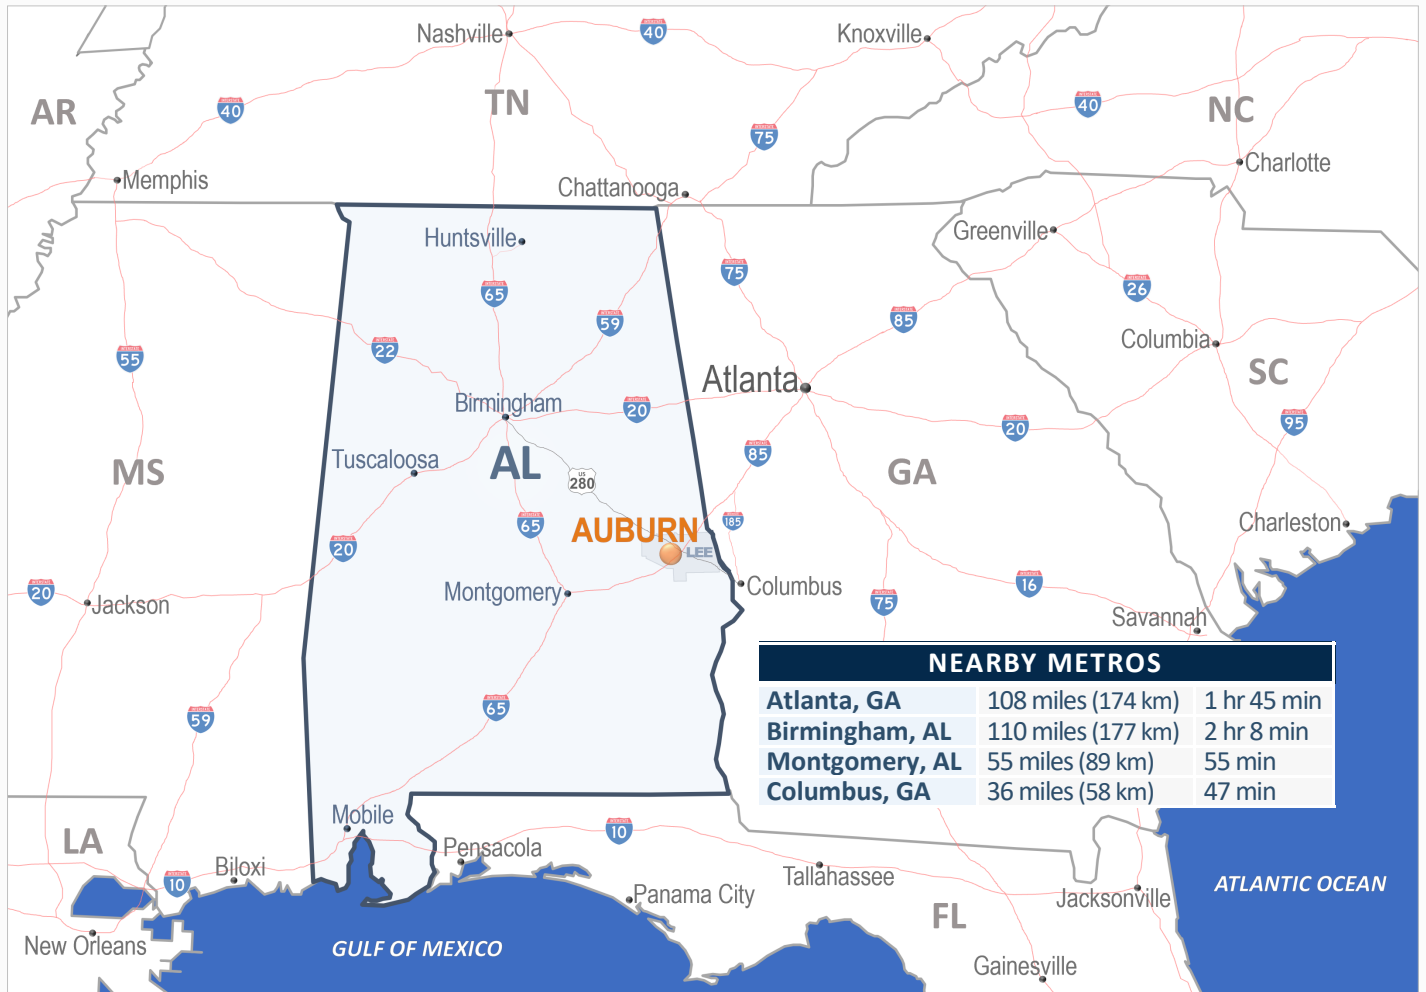 Nashville
40
Knoxville
AR
40
TN
40
NC
75
Memphis
Chattanooga
Charlotte
Huntsville
Greenville
75
65
26
59
85
55
22
Columbia
Atlanta
SC
Birmingham
20
20
95
MS
Tuscaloosa
AL
85
GA
US
280
65
AUBURN
185
Charleston
20
LEE
20
Jackson
Montgomery
Columbus
75
16
Savannah
65
59
NEARBY METROS
Atlanta, GA 108 miles (174 km) 1 hr 45 min
Birmingham, AL 110 miles (177 km) 2 hr 8 min
Montgomery, AL 55 miles (89 km) 55 min
Columbus, GA 36 miles (58 km) 47 min
Mobile
10
LA
Pensacola
Biloxi
10
Tallahassee
Jacksonville
ATLANTIC OCEAN
Panama City
FL
New Orleans
GULF OF MEXICO
Gainesville